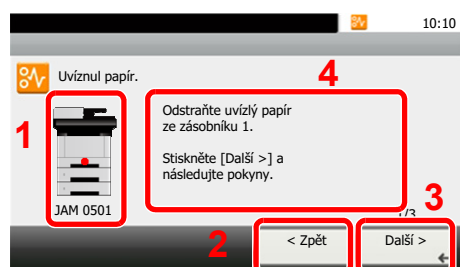 10:10
Uvíznul papír.
4
1
Odstraňte uvízlý papír
ze zásobníku 1.
Stiskněte [Další >] a
následujte pokyny.
JAM 0501
3
1/3
2
< Zpět
Další >